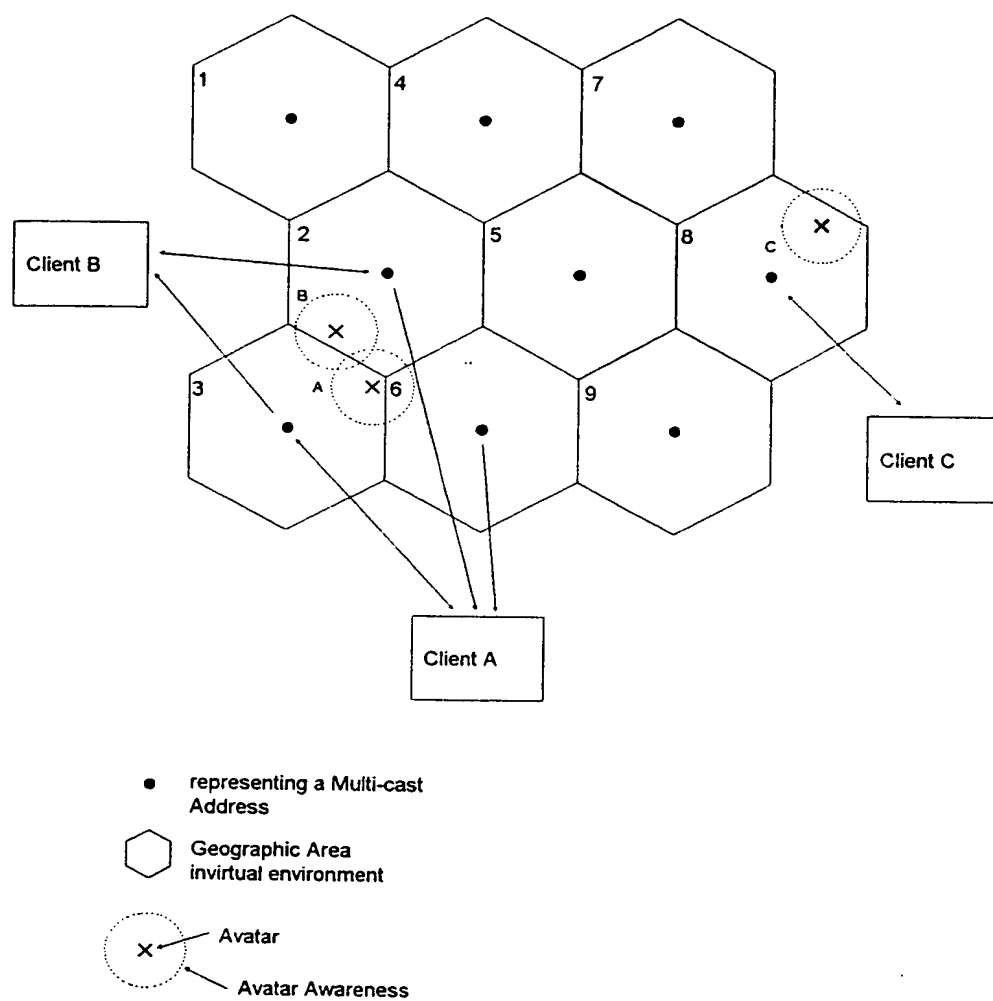 1
4
7
2
5
8
C
Client B
B
3
A
6
9
Client C
Client A
representing a Multi-cast
Address
Geographic Area
invirtual environment
Avatar
Avatar Awareness